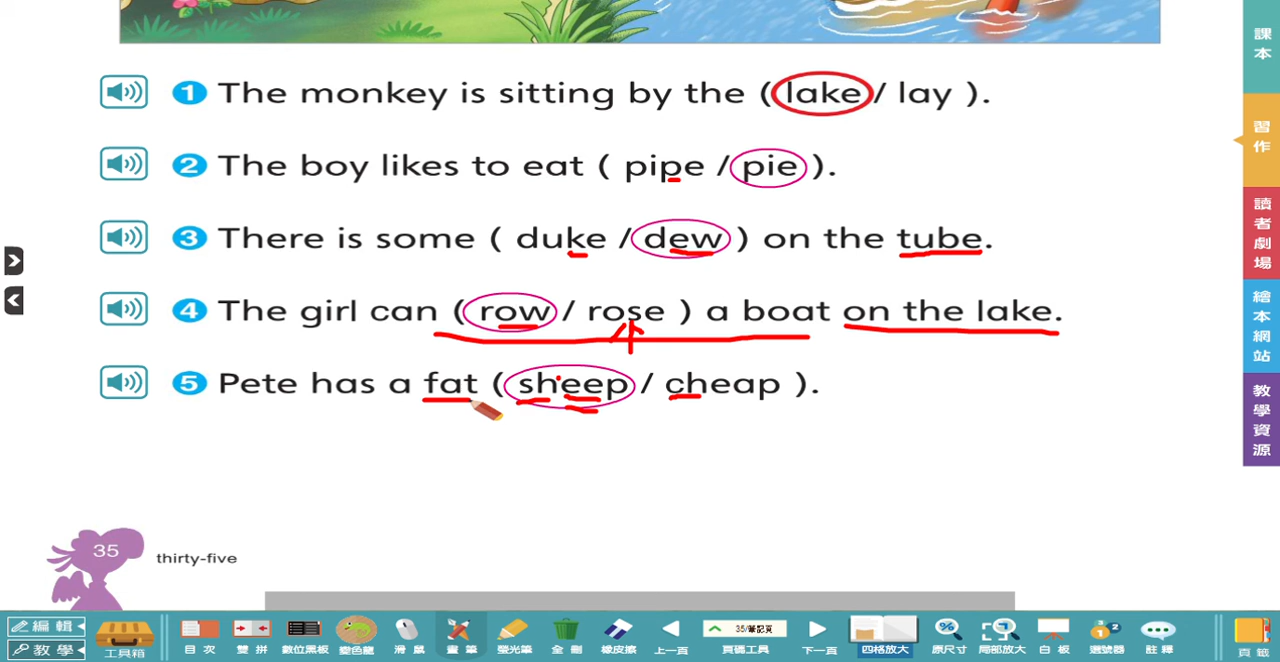 1 The monkey is sitting by the ( lake / lay ).
2 The boy likes to eat ( pipe / pie ).
3 There is some ( duke / dew ) on the tube.
4 The girl can ( row / rose ) a boat on the lake.
5 Pete has a fat ( sheep / cheap ).
35 thirty-five
課本
習作
讀者劇場
繪本網站
教學資源
編輯
教學
工具箱
目次
雙拼
數位黑板
變色龍
滑鼠
畫筆
螢光筆
全刪
橡皮擦
上一頁
35/筆記頁
頁碼工具
下一頁
四格放大
原尺寸
局部放大
白板
選號器
註釋
頁籤